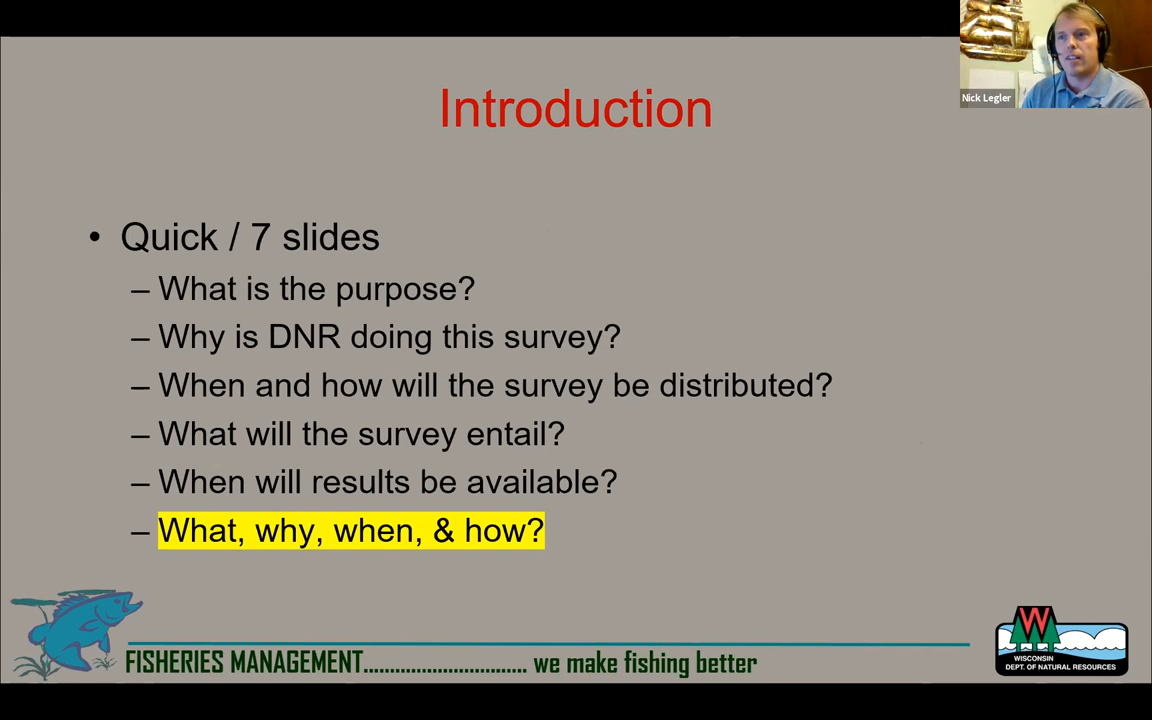 Nick Legler
Introduction
• Quick / 7 slides
– What is the purpose?
– Why is DNR doing this survey?
– When and how will the survey be distributed?
– What will the survey entail?
– When will results be available?
– What, why, when, & how?
FISHERIES MANAGEMENT.............................. we make fishing better
W
WISCONSIN
DEPT. OF NATURAL RESOURCES